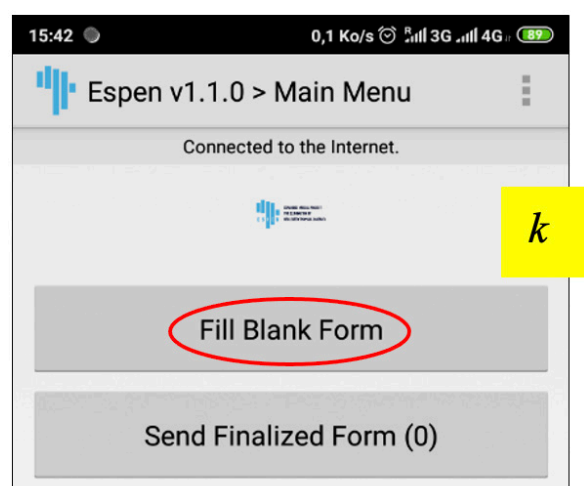 15:42 0,1 Ko/s R 3G 4G 89
Espen v1.1.0 > Main Menu
Connected to the Internet.
k
Fill Blank Form
Send Finalized Form (0)